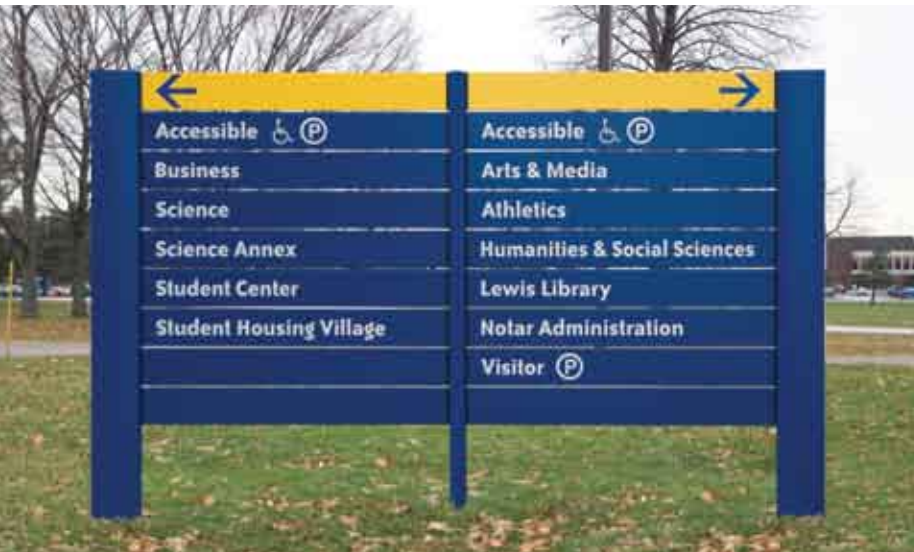 Accessible P
Business
Science
Science Annex
Student Center
Student Housing Village
Accessible P
Arts & Media
Athletics
Humanities & Social Sciences
Lewis Library
Notar Administration
Visitor P